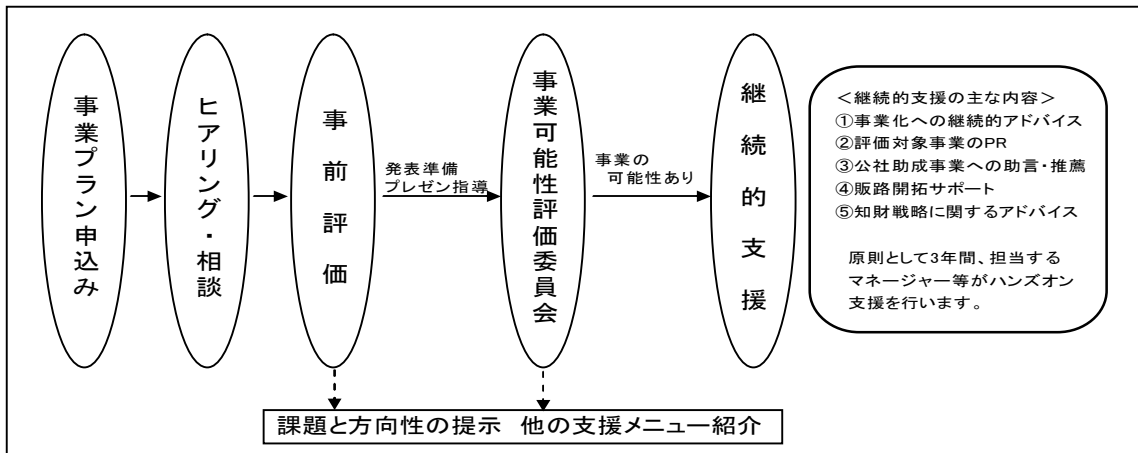 事業プラン申込み
ヒアリング・相談
事前評価
発表準備
プレゼン指導
事業可能性評価委員会
事業の
可能性あり
継続的支援
＜継続的支援の主な内容＞
①事業化への継続的アドバイス
②評価対象事業のPR
③公社助成事業への助言・推薦
④販路開拓サポート
⑤知財戦略に関するアドバイス
原則として3年間、担当する
マネージャー等がハンズオン
支援を行います。
課題と方向性の提示　他の支援メニュー紹介